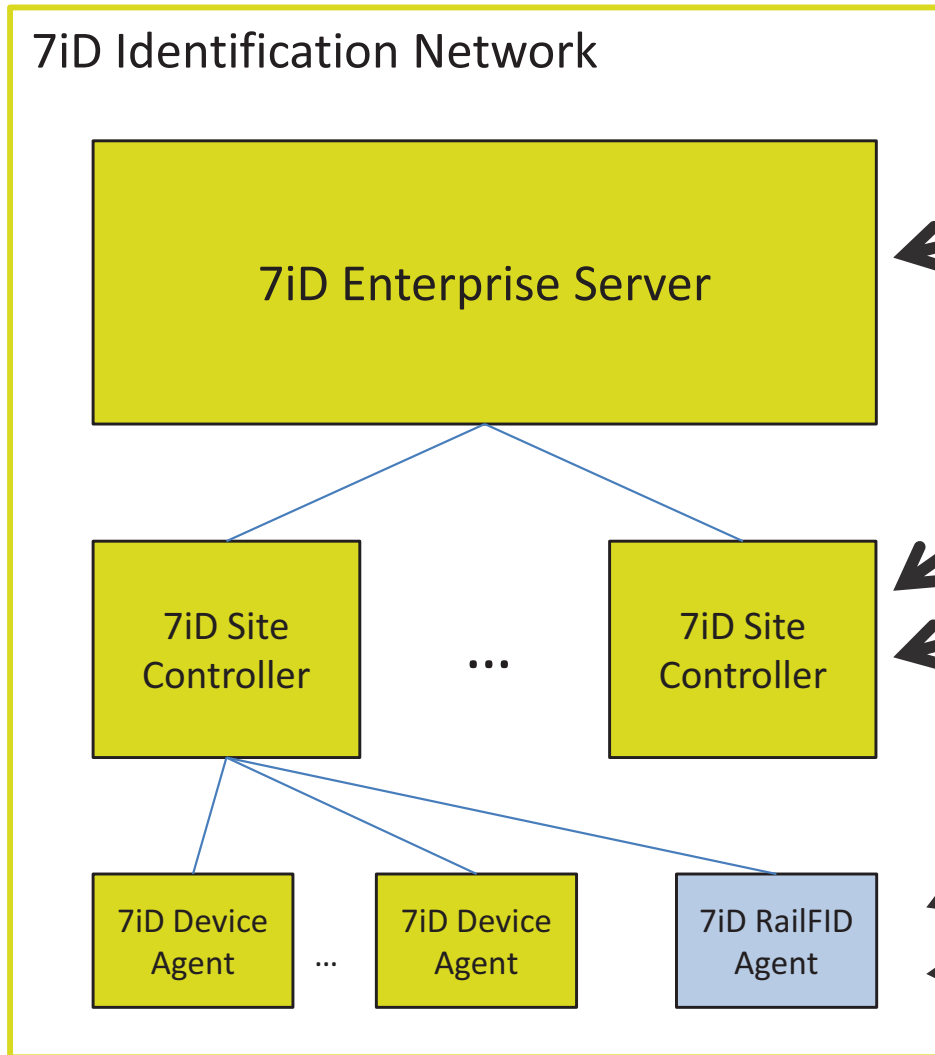 7iD Identification Network
7iD Enterprise Server
7iD Site
Controller
...
7iD Site
Controller
7iD Device
Agent
...
7iD Device
Agent
7iD RailFID
Agent